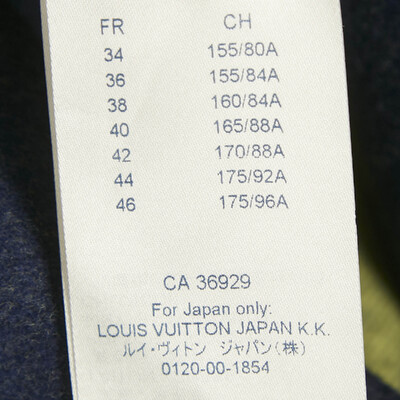 FR CH
34 155/80A
36 155/84A
38 160/84A
40 165/88A
42 170/88A
44 175/92A
46 175/96A
CA 36929
For Japan only:
LOUIS VUITTON JAPAN K.K.
ルイ・ヴィトン ジャパン(株)
0120-00-1854